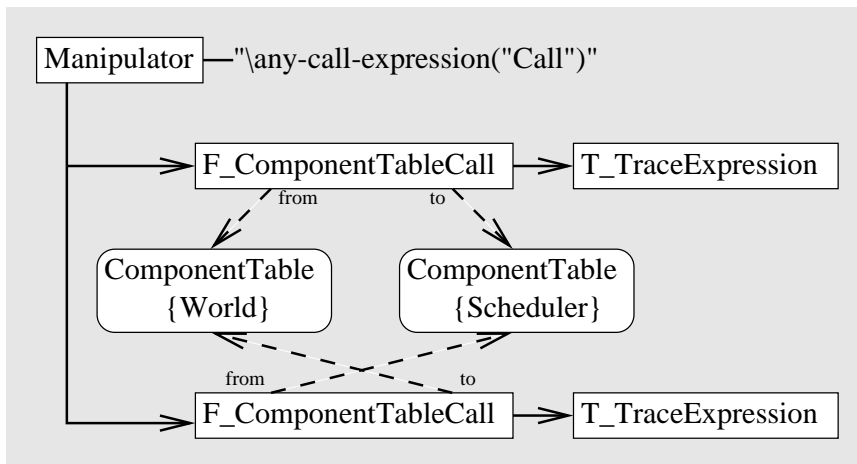 Manipulator "\any-call-expression("Call")"
F_ComponentTableCall T_TraceExpression
from to
ComponentTable ComponentTable
{World} {Scheduler}
from to
F_ComponentTableCall T_TraceExpression